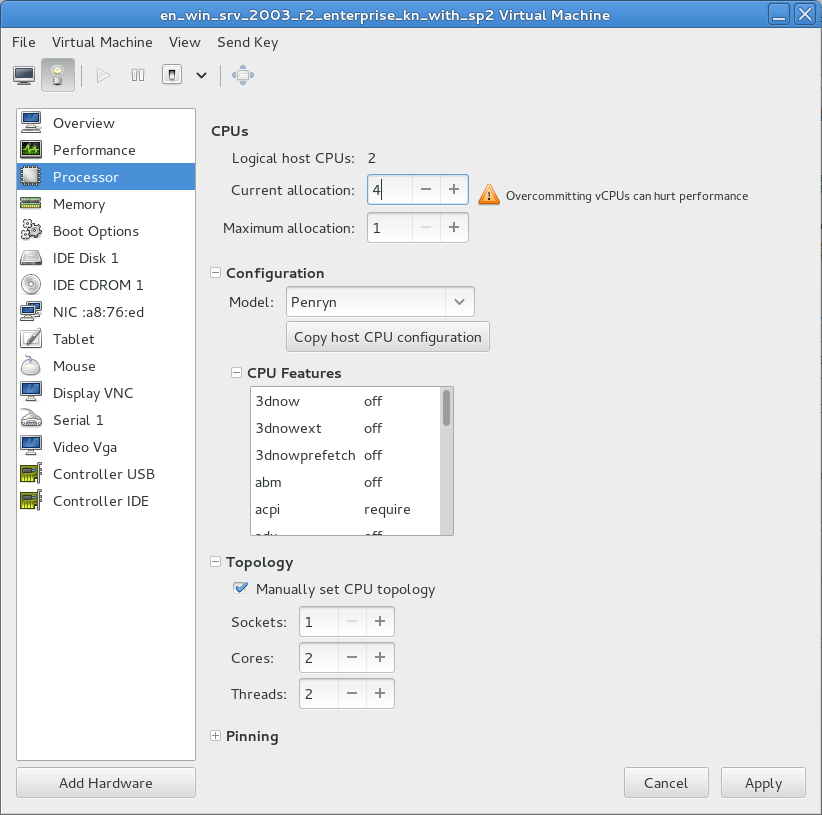 en_win_srv_2003_r2_enterprise_kn_with_sp2 Virtual Machine
File Virtual Machine View Send Key
Overview
Performance
Processor
Memory
Boot Options
IDE Disk 1
IDE CDROM 1
NIC :a8:76:ed
Tablet
Mouse
Display VNC
Serial 1
Video Vga
Controller USB
Controller IDE
Add Hardware
CPUs
Logical host CPUs: 2
Current allocation: 4 Overcommitting vCPUs can hurt performance
Maximum allocation: 1
Configuration
Model: Penryn
Copy host CPU configuration
CPU Features
3dnow off
3dnowext off
3dnowprefetch off
abm off
acpi require
Topology
Manually set CPU topology
Sockets: 1
Cores: 2
Threads: 2
Pinning
Cancel Apply